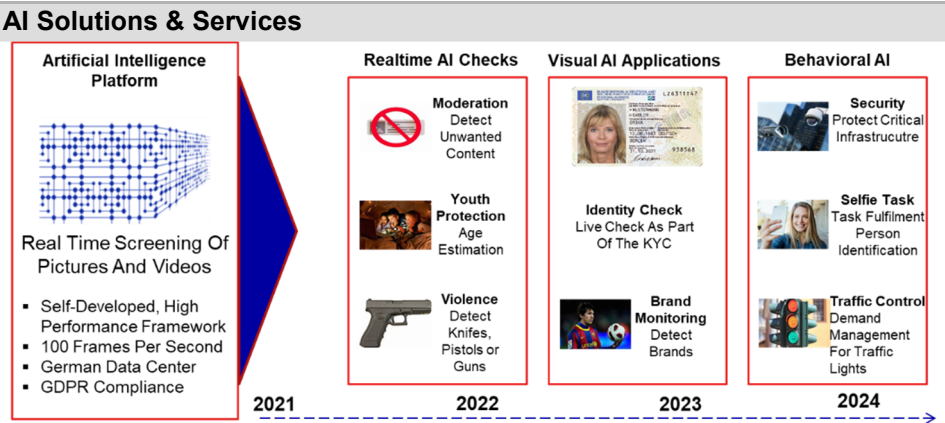 AI Solutions & Services
Artificial Intelligence
Platform
Real Time Screening Of
Pictures And Videos
▪ Self-Developed, High
Performance Framework
▪ 100 Frames Per Second
▪ German Data Center
▪ GDPR Compliance
Realtime AI Checks
Moderation
Detect
Unwanted
Content
Youth
Protection
Age
Estimation
Violence
Detect
Knifes,
Pistols or
Guns
Visual AI Applications
Identity Check
Live Check As Part
Of The KYC
Brand
Monitoring
Detect
Brands
Behavioral AI
Security
Protect Critical
Infrastrucutre
Selfie Task
Task Fulfilment
Person
Identification
Traffic Control
Demand
Management
For Traffic
Lights
2021
2022
2023
2024